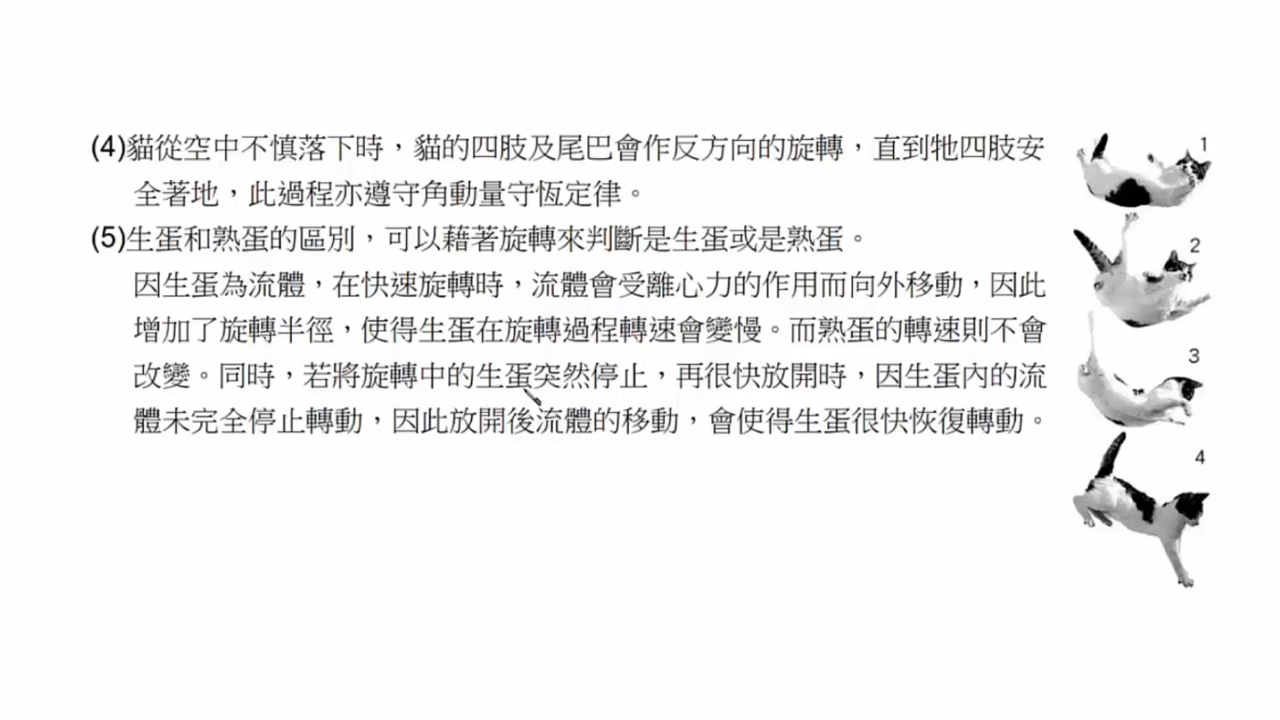 (4)貓從空中不慎落下時，貓的四肢及尾巴會作反方向的旋轉，直到牠四肢安
全著地，此過程亦遵守角動量守恆定律。
(5)生蛋和熟蛋的區別，可以藉著旋轉來判斷是生蛋或是熟蛋。
因生蛋為流體，在快速旋轉時，流體會受離心力的作用而向外移動，因此
增加了旋轉半徑，使得生蛋在旋轉過程轉速會變慢。而熟蛋的轉速則不會
改變。同時，若將旋轉中的生蛋突然停止，再很快放開時，因生蛋內的流
體未完全停止轉動，因此放開後流體的移動，會使得生蛋很快恢復轉動。
1
2
3
4